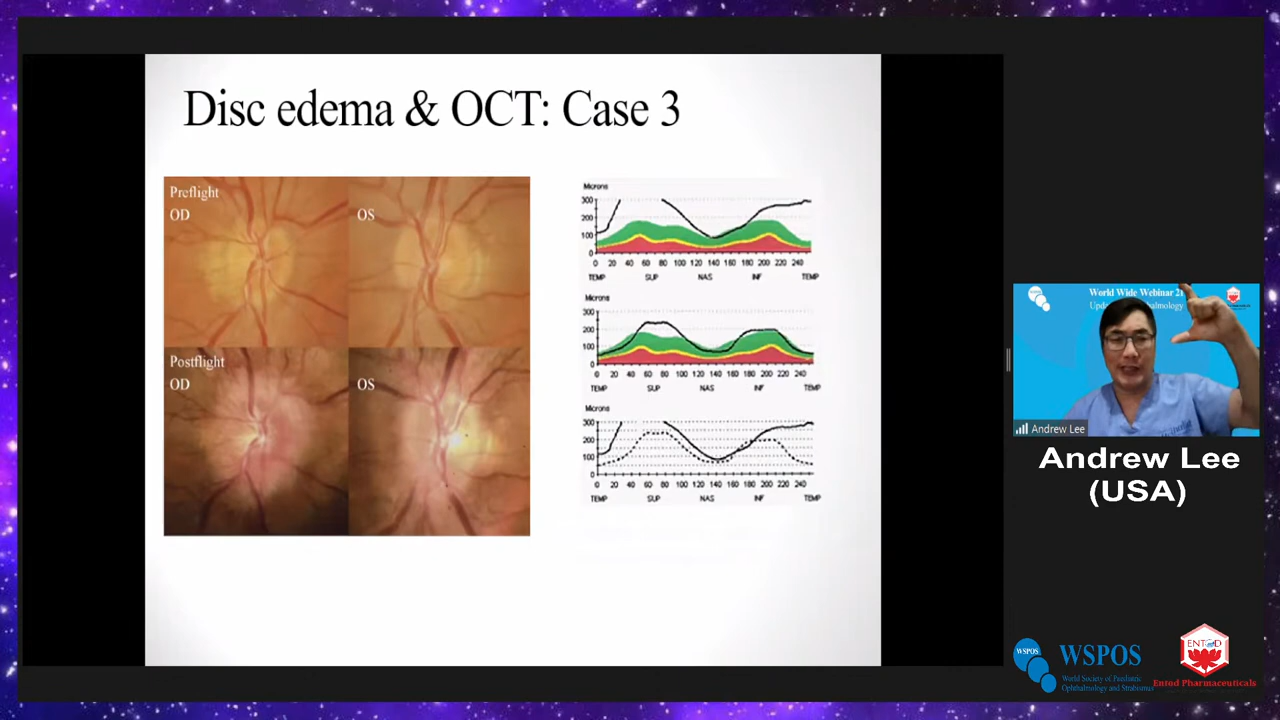 Disc edema & OCT: Case 3
Preflight
OD
OS
Postflight
OD
OS
Microns
300
200
100
0
0 20 40 60 80 100 120 140 160 180 200 220 240
TEMP SUP NAS INF TEMP
Microns
300
200
100
0
0 20 40 60 80 100 120 140 160 180 200 220 240
TEMP SUP NAS INF TEMP
Microns
300
200
100
0
0 20 40 60 80 100 120 140 160 180 200 220 240
TEMP SUP NAS INF TEMP
World Wide Webinar
Andrew Lee
Andrew Lee
(USA)
WSPOS
WSPOS
World Society of Paediatric
Ophthalmology and Strabismus
ENTOD
Entod Pharmaceuticals